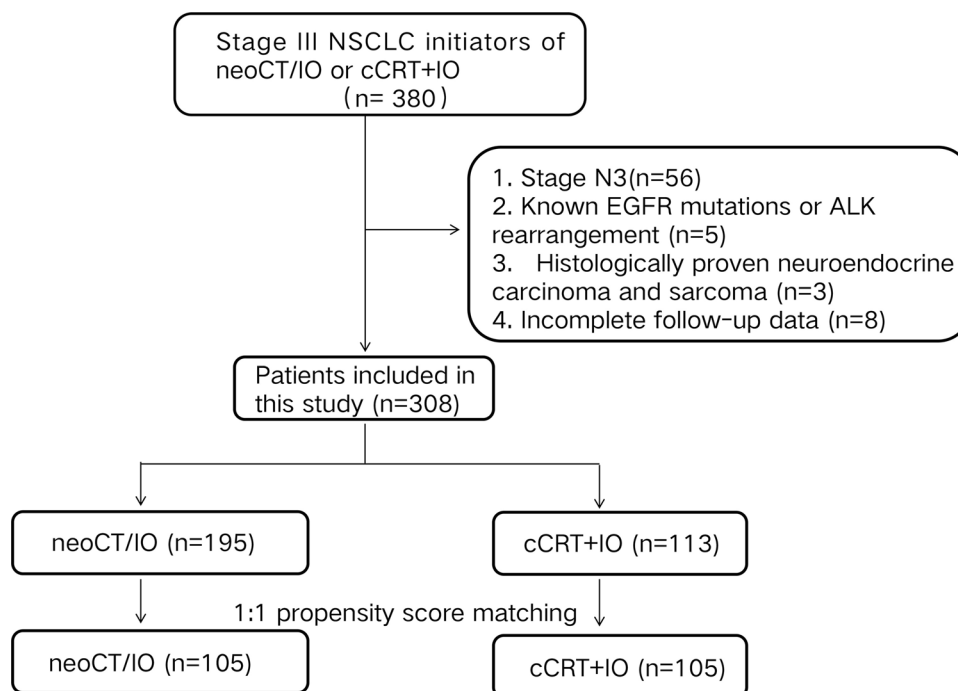 Stage III NSCLC initiators of
neoCT/IO or cCRT+IO
(n= 380)
1. Stage N3(n=56)
2. Known EGFR mutations or ALK
rearrangement (n=5)
3. Histologically proven neuroendocrine
carcinoma and sarcoma (n=3)
4. Incomplete follow-up data (n=8)
Patients included in
this study (n=308)
neoCT/IO (n=195)
cCRT+IO (n=113)
1:1 propensity score matching
neoCT/IO (n=105)
cCRT+IO (n=105)